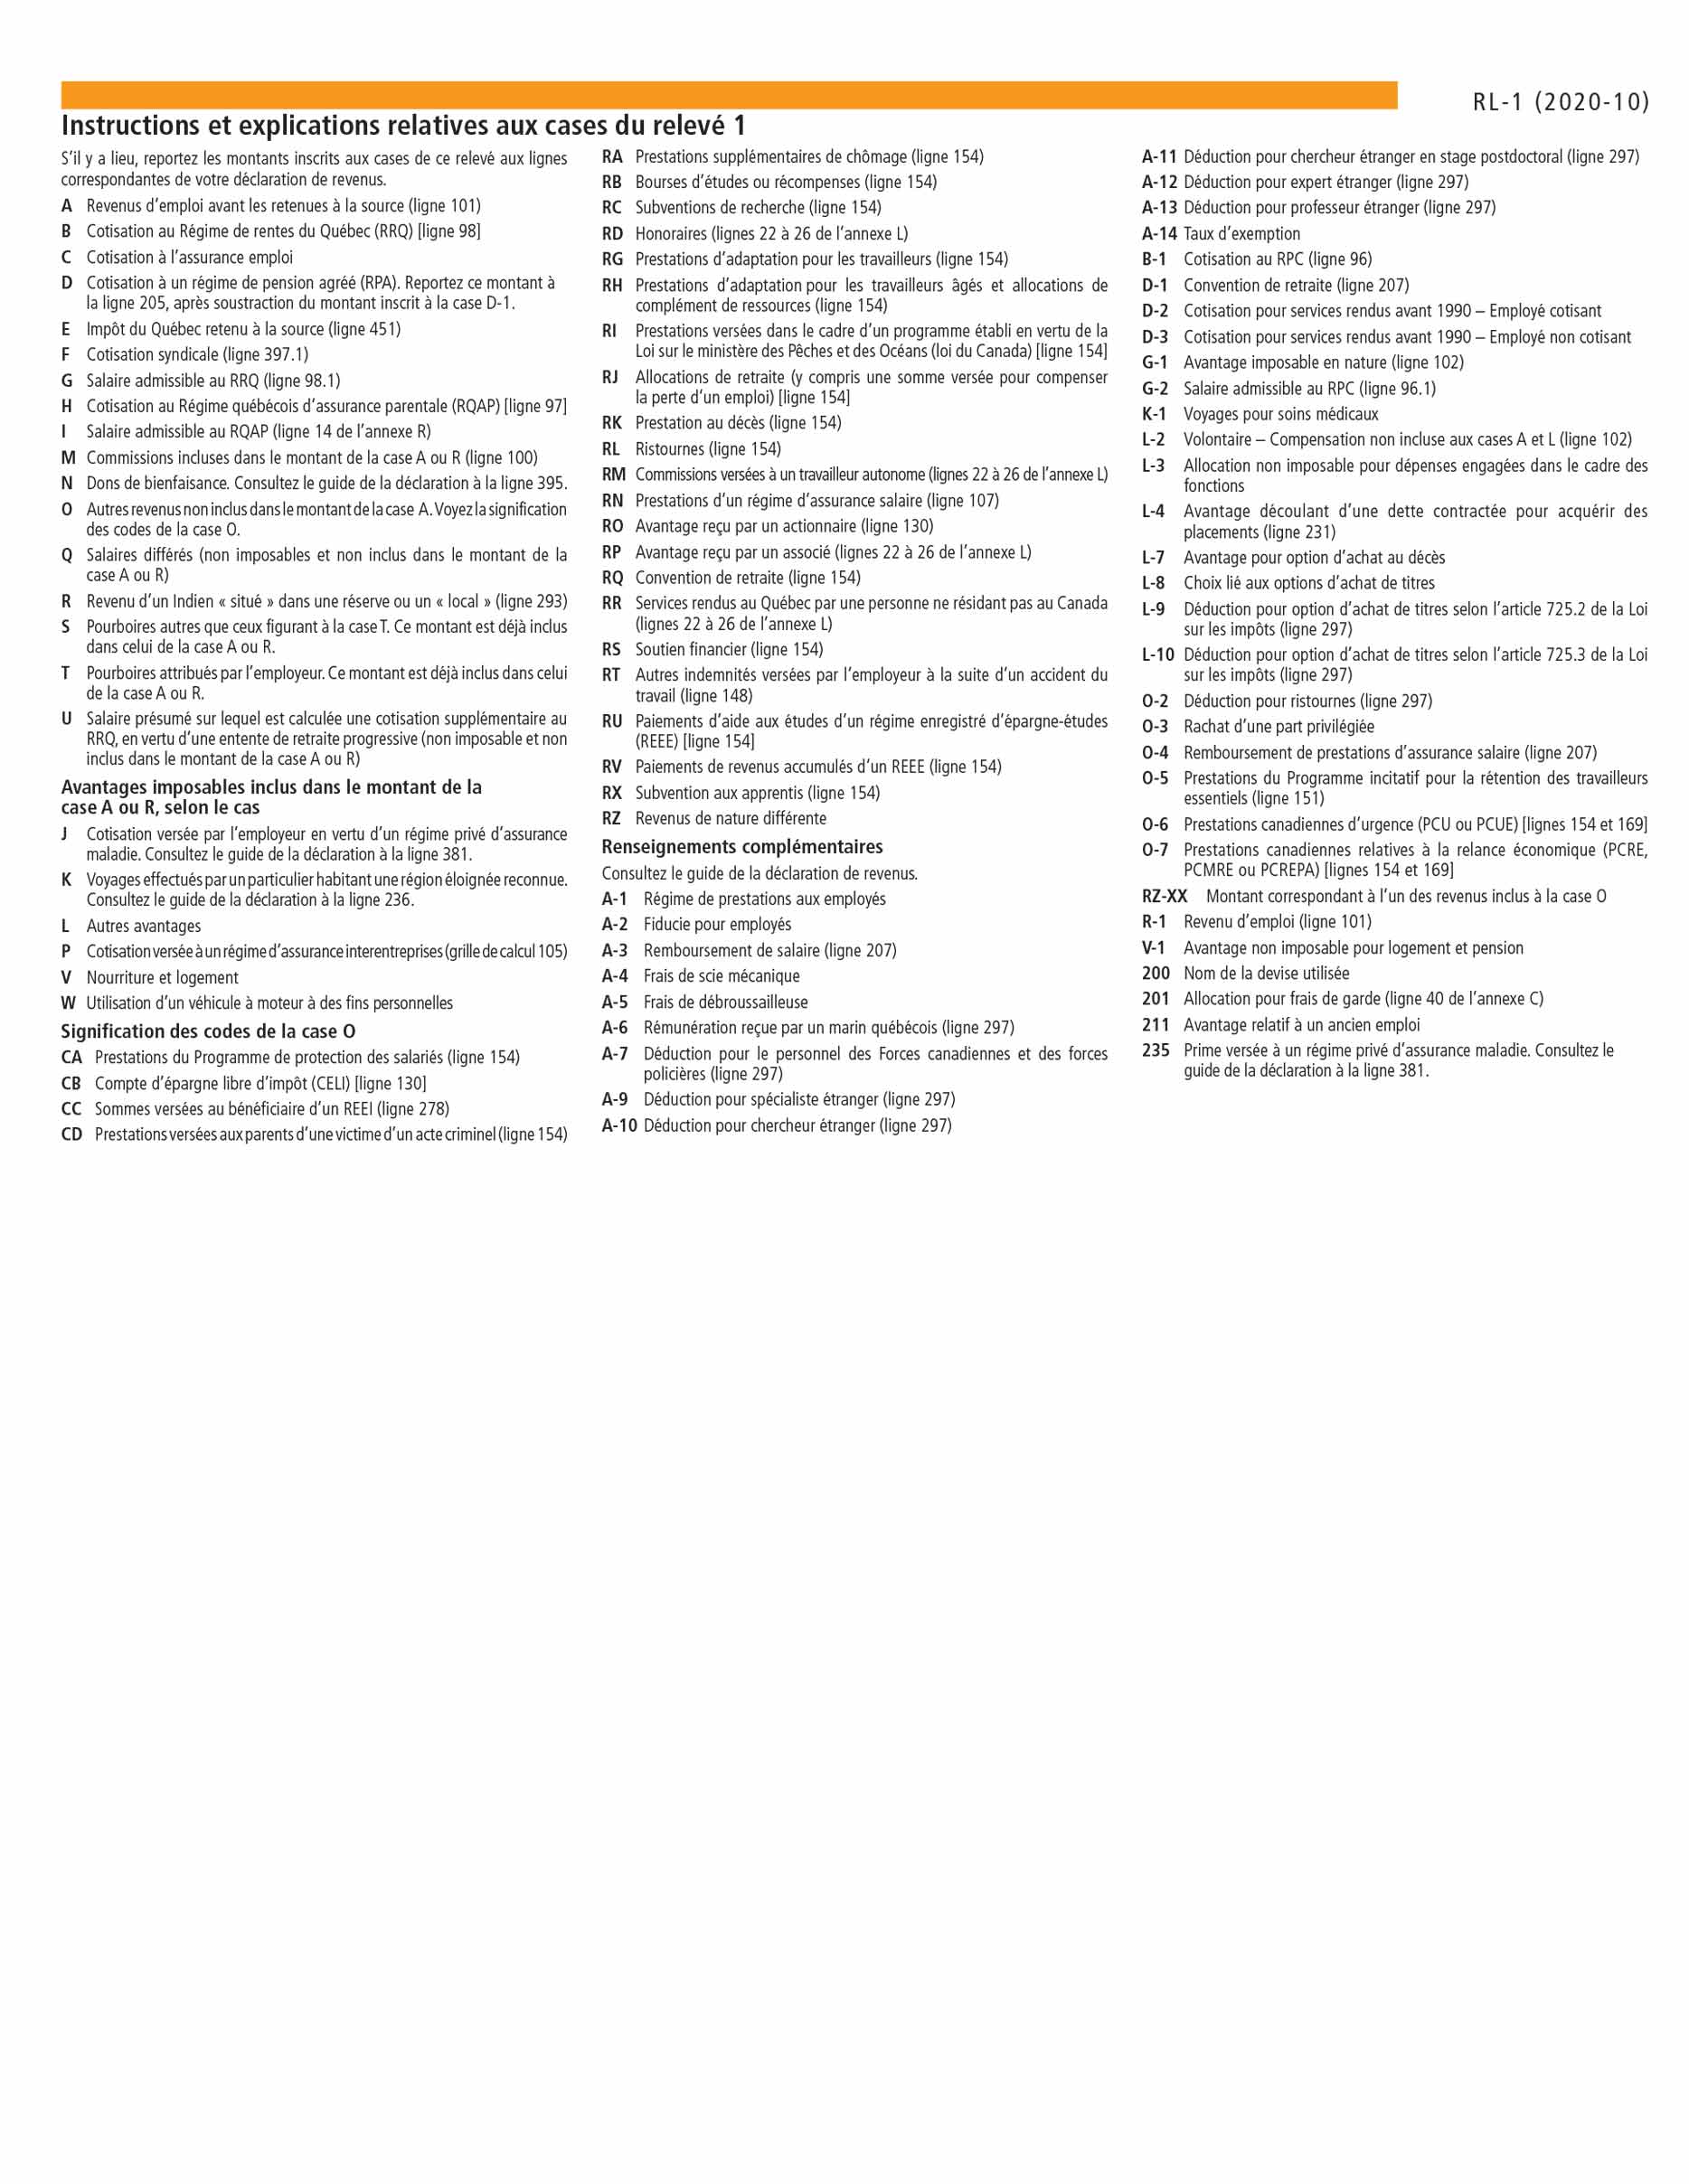 RL-1 (2020-10)
Instructions et explications relatives aux cases du relevé 1
S’il y a lieu, reportez les montants inscrits aux cases de ce relevé aux lignes
correspondantes de votre déclaration de revenus.
A Revenus d’emploi avant les retenues à la source (ligne 101)
B Cotisation au Régime de rentes du Québec (RRQ) [ligne 98]
C Cotisation à l’assurance emploi
D Cotisation à un régime de pension agréé (RPA). Reportez ce montant à
la ligne 205, après soustraction du montant inscrit à la case D-1.
E Impôt du Québec retenu à la source (ligne 451)
F Cotisation syndicale (ligne 397.1)
G Salaire admissible au RRQ (ligne 98.1)
H Cotisation au Régime québécois d’assurance parentale (RQAP) [ligne 97]
I Salaire admissible au RQAP (ligne 14 de l’annexe R)
M Commissions incluses dans le montant de la case A ou R (ligne 100)
N Dons de bienfaisance. Consultez le guide de la déclaration à la ligne 395.
O Autres revenus non inclus dans le montant de la case A. Voyez la signification
des codes de la case O.
Q Salaires différés (non imposables et non inclus dans le montant de la
case A ou R)
R Revenu d’un Indien « situé » dans une réserve ou un « local » (ligne 293)
S Pourboires autres que ceux figurant à la case T. Ce montant est déjà inclus
dans celui de la case A ou R.
T Pourboires attribués par l’employeur. Ce montant est déjà inclus dans celui
de la case A ou R.
U Salaire présumé sur lequel est calculée une cotisation supplémentaire au
RRQ, en vertu d’une entente de retraite progressive (non imposable et non
inclus dans le montant de la case A ou R)
Avantages imposables inclus dans le montant de la
case A ou R, selon le cas
J Cotisation versée par l’employeur en vertu d’un régime privé d’assurance
maladie. Consultez le guide de la déclaration à la ligne 381.
K Voyages effectués par un particulier habitant une région éloignée reconnue.
Consultez le guide de la déclaration à la ligne 236.
L Autres avantages
P Cotisation versée à un régime d’assurance interentreprises (grille de calcul 105)
V Nourriture et logement
W Utilisation d’un véhicule à moteur à des fins personnelles
Signification des codes de la case O
CA Prestations du Programme de protection des salariés (ligne 154)
CB Compte d’épargne libre d’impôt (CELI) [ligne 130]
CC Sommes versées au bénéficiaire d’un REEI (ligne 278)
CD Prestations versées aux parents d’une victime d’un acte criminel (ligne 154)
RA Prestations supplémentaires de chômage (ligne 154)
RB Bourses d’études ou récompenses (ligne 154)
RC Subventions de recherche (ligne 154)
RD Honoraires (lignes 22 à 26 de l’annexe L)
RG Prestations d’adaptation pour les travailleurs (ligne 154)
RH Prestations d’adaptation pour les travailleurs âgés et allocations de
complément de ressources (ligne 154)
RI Prestations versées dans le cadre d’un programme établi en vertu de la
Loi sur le ministère des Pêches et des Océans (loi du Canada) [ligne 154]
RJ Allocations de retraite (y compris une somme versée pour compenser
la perte d’un emploi) [ligne 154]
RK Prestation au décès (ligne 154)
RL Ristournes (ligne 154)
RM Commissions versées à un travailleur autonome (lignes 22 à 26 de l’annexe L)
RN Prestations d’un régime d’assurance salaire (ligne 107)
RO Avantage reçu par un actionnaire (ligne 130)
RP Avantage reçu par un associé (lignes 22 à 26 de l’annexe L)
RQ Convention de retraite (ligne 154)
RR Services rendus au Québec par une personne ne résidant pas au Canada
(lignes 22 à 26 de l’annexe L)
RS Soutien financier (ligne 154)
RT Autres indemnités versées par l’employeur à la suite d’un accident du
travail (ligne 148)
RU Paiements d’aide aux études d’un régime enregistré d’épargne-études
(REEE) [ligne 154]
RV Paiements de revenus accumulés d’un REEE (ligne 154)
RX Subvention aux apprentis (ligne 154)
RZ Revenus de nature différente
Renseignements complémentaires
Consultez le guide de la déclaration de revenus.
A-1 Régime de prestations aux employés
A-2 Fiducie pour employés
A-3 Remboursement de salaire (ligne 207)
A-4 Frais de scie mécanique
A-5 Frais de débroussailleuse
A-6 Rémunération reçue par un marin québécois (ligne 297)
A-7 Déduction pour le personnel des Forces canadiennes et des forces
policières (ligne 297)
A-9 Déduction pour spécialiste étranger (ligne 297)
A-10 Déduction pour chercheur étranger (ligne 297)
A-11 Déduction pour chercheur étranger en stage postdoctoral (ligne 297)
A-12 Déduction pour expert étranger (ligne 297)
A-13 Déduction pour professeur étranger (ligne 297)
A-14 Taux d’exemption
B-1 Cotisation au RPC (ligne 96)
D-1 Convention de retraite (ligne 207)
D-2 Cotisation pour services rendus avant 1990 – Employé cotisant
D-3 Cotisation pour services rendus avant 1990 – Employé non cotisant
G-1 Avantage imposable en nature (ligne 102)
G-2 Salaire admissible au RPC (ligne 96.1)
K-1 Voyages pour soins médicaux
L-2 Volontaire – Compensation non incluse aux cases A et L (ligne 102)
L-3 Allocation non imposable pour dépenses engagées dans le cadre des
fonctions
L-4 Avantage découlant d’une dette contractée pour acquérir des
placements (ligne 231)
L-7 Avantage pour option d’achat au décès
L-8 Choix lié aux options d’achat de titres
L-9 Déduction pour option d’achat de titres selon l’article 725.2 de la Loi
sur les impôts (ligne 297)
L-10 Déduction pour option d’achat de titres selon l’article 725.3 de la Loi
sur les impôts (ligne 297)
O-2 Déduction pour ristournes (ligne 297)
O-3 Rachat d’une part privilégiée
O-4 Remboursement de prestations d’assurance salaire (ligne 207)
O-5 Prestations du Programme incitatif pour la rétention des travailleurs
essentiels (ligne 151)
O-6 Prestations canadiennes d’urgence (PCU ou PCUE) [lignes 154 et 169]
O-7 Prestations canadiennes relatives à la relance économique (PCRE,
PCMRE ou PCREPA) [lignes 154 et 169]
RZ-XX Montant correspondant à l’un des revenus inclus à la case O
R-1 Revenu d’emploi (ligne 101)
V-1 Avantage non imposable pour logement et pension
200 Nom de la devise utilisée
201 Allocation pour frais de garde (ligne 40 de l’annexe C)
211 Avantage relatif à un ancien emploi
235 Prime versée à un régime privé d’assurance maladie. Consultez le
guide de la déclaration à la ligne 381.